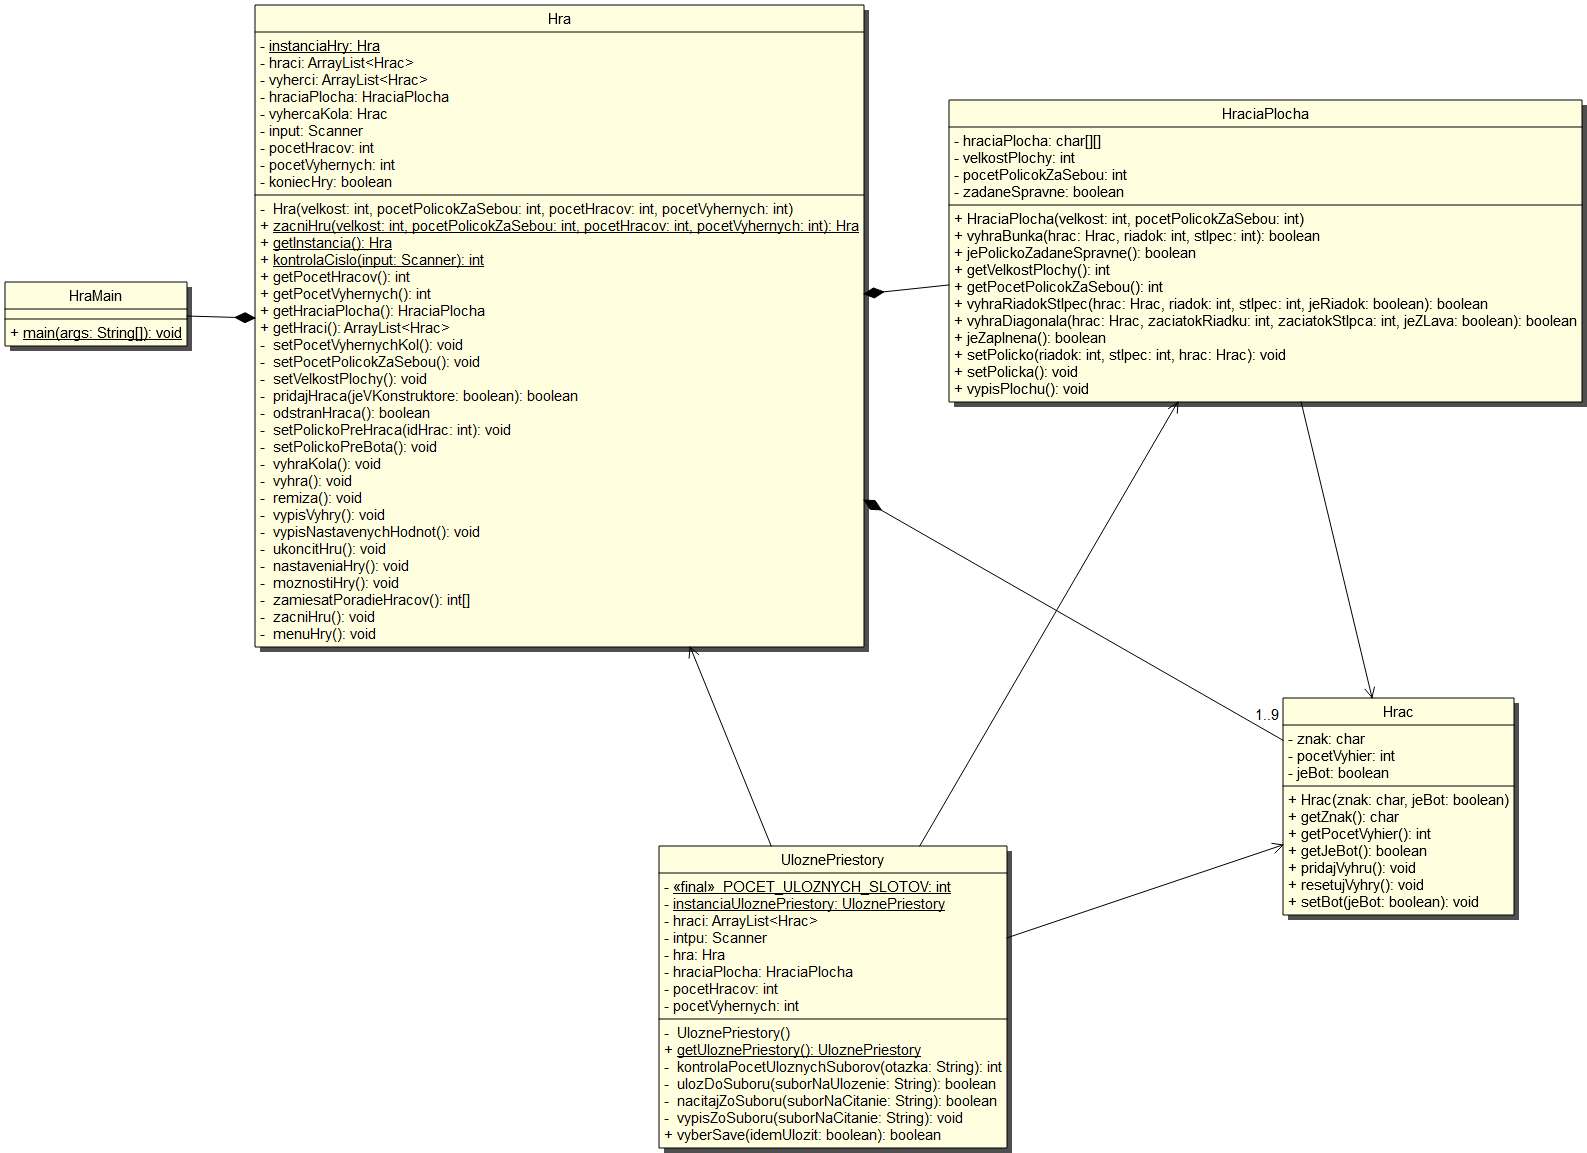 HraMain
+ main(args: String[]): void
Hra
- instanciaHry: Hra
- hraci: ArrayList<Hrac>
- vyherci: ArrayList<Hrac>
- hraciaPlocha: HraciaPlocha
- vyhercaKola: Hrac
- input: Scanner
- pocetHracov: int
- pocetVyhernych: int
- koniecHry: boolean
- Hra(velkost: int, pocetPolicokZaSebou: int, pocetHracov: int, pocetVyhernych: int)
+ zacniHru(velkost: int, pocetPolicokZaSebou: int, pocetHracov: int, pocetVyhernych: int): Hra
+ getInstancia(): Hra
+ kontrolaCislo(input: Scanner): int
+ getPocetHracov(): int
+ getPocetVyhernych(): int
+ getHraciaPlocha(): HraciaPlocha
+ getHraci(): ArrayList<Hrac>
- setPocetVyhernychKol(): void
- setPocetPolicokZaSebou(): void
- setVelkostPlochy(): void
- pridajHraca(jeVKonstruktore: boolean): boolean
- odstranHraca(): boolean
- setPolickoPreHraca(idHrac: int): void
- setPolickoPreBota(): void
- vyhraKola(): void
- vyhra(): void
- remiza(): void
- vypisVyhry(): void
- vypisNastavenychHodnot(): void
- ukoncitHru(): void
- nastaveniaHry(): void
- moznostiHry(): void
- zamiesatPoradieHracov(): int[]
- zacniHru(): void
- menuHry(): void
HraciaPlocha
- hraciaPlocha: char[][]
- velkostPlochy: int
- pocetPolicokZaSebou: int
- zadaneSpravne: boolean
+ HraciaPlocha(velkost: int, pocetPolicokZaSebou: int)
+ vyhraBunka(hrac: Hrac, riadok: int, stlpec: int): boolean
+ jePolickoZadaneSpravne(): boolean
+ getVelkostPlochy(): int
+ getPocetPolicokZaSebou(): int
+ vyhraRiadokStlpec(hrac: Hrac, riadok: int, stlpec: int, jeRiadok: boolean): boolean
+ vyhraDiagonala(hrac: Hrac, zaciatokRiadku: int, zaciatokStlpca: int, jeZLava: boolean): boolean
+ jeZaplnena(): boolean
+ setPolicko(riadok: int, stlpec: int, hrac: Hrac): void
+ setPolicka(): void
+ vypisPlochu(): void
1..9
Hrac
- znak: char
- pocetVyhier: int
- jeBot: boolean
+ Hrac(znak: char, jeBot: boolean)
+ getZnak(): char
+ getPocetVyhier(): int
+ getJeBot(): boolean
+ pridajVyhru(): void
+ resetujVyhry(): void
+ setBot(jeBot: boolean): void
UloznePriestory
- «final» POCET_ULOZNYCH_SLOTOV: int
- instanciaUloznePriestory: UloznePriestory
- hraci: ArrayList<Hrac>
- intpu: Scanner
- hra: Hra
- hraciaPlocha: HraciaPlocha
- pocetHracov: int
- pocetVyhernych: int
- UloznePriestory()
+ getUloznePriestory(): UloznePriestory
- kontrolaPocetUloznychSuborov(otazka: String): int
- ulozDoSuboru(suborNaUlozenie: String): boolean
- nacitajZoSuboru(suborNaCitanie: String): boolean
- vypisZoSuboru(suborNaCitanie: String): void
+ vyberSave(idemUlozit: boolean): boolean